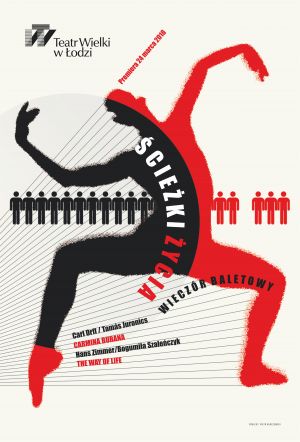 Teatr Wielki
w Łodzi
Premiera 24 marca 2018
ŚCIEŻKI ŻYCIA
WIECZÓR BALETOWY
Carl Orff / Tomáš Juronics
CARMINA BURANA
Hans Zimmer/Bogumiła Szaleńczyk
THE WAY OF LIFE